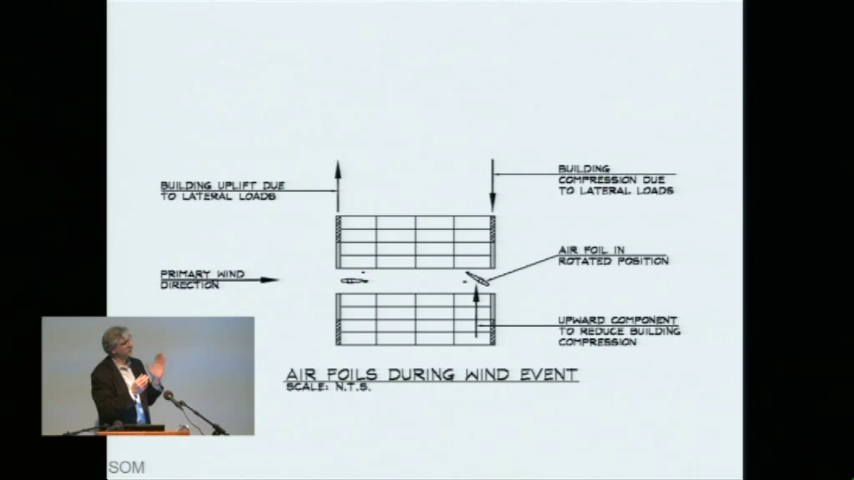 BUILDING UPLIFT DUE
TO LATERAL LOADS
BUILDING
COMPRESSION DUE
TO LATERAL LOADS
AIR FOIL IN
ROTATED POSITION
PRIMARY WIND
DIRECTION
UPWARD COMPONENT
TO REDUCE BUILDING
COMPRESSION
AIR FOILS DURING WIND EVENT
SCALE: N.T.S.
SOM